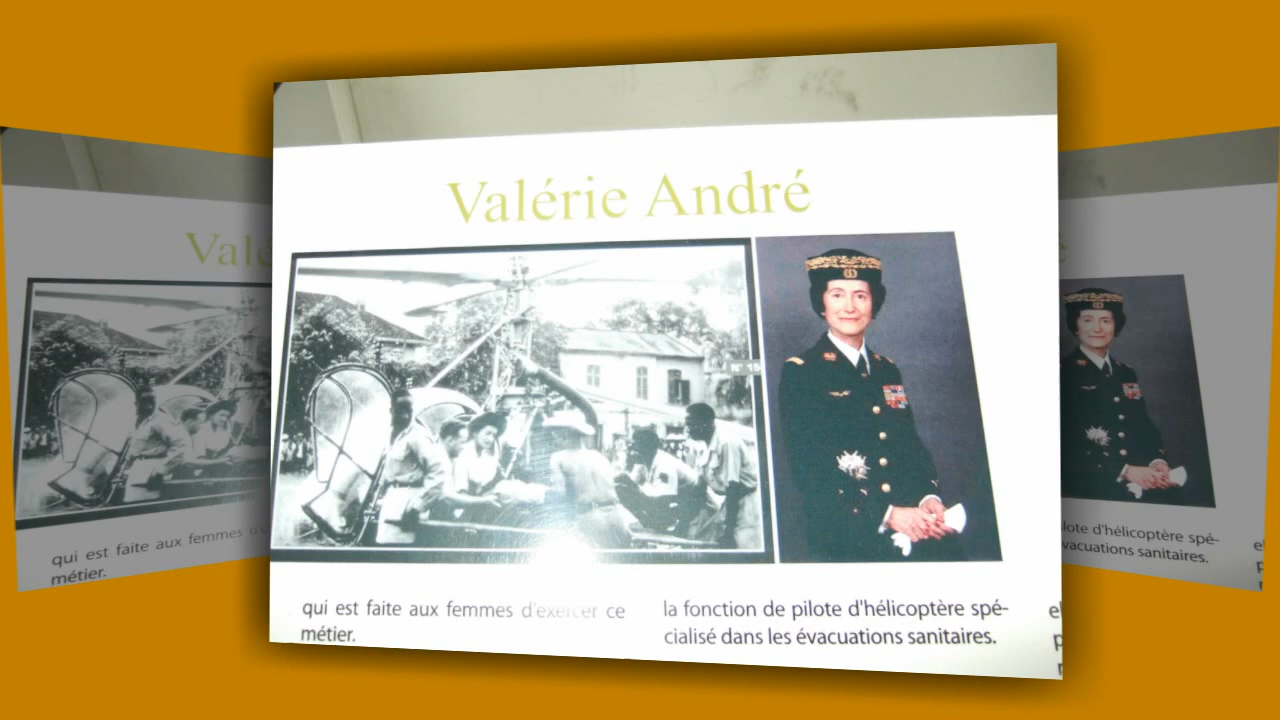 Valérie André
N° 15
qui est faite aux femmes d'exercer ce
métier.
la fonction de pilote d'hélicoptère spé-
cialisé dans les évacuations sanitaires.